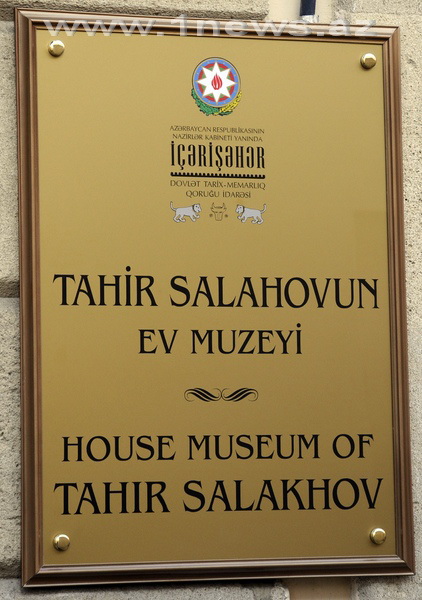 www.1news.az
AZƏRBAYCAN RESPUBLİKASININ
NAZİRLƏR KABİNETİ YANINDA
İÇƏRİŞƏHƏR
DÖVLƏT TARİX-MEMARLIQ
QORUĞU İDARƏSİ
TAHİR SALAHOVUN
EV MUZEYİ
HOUSE MUSEUM OF
TAHIR SALAKHOV